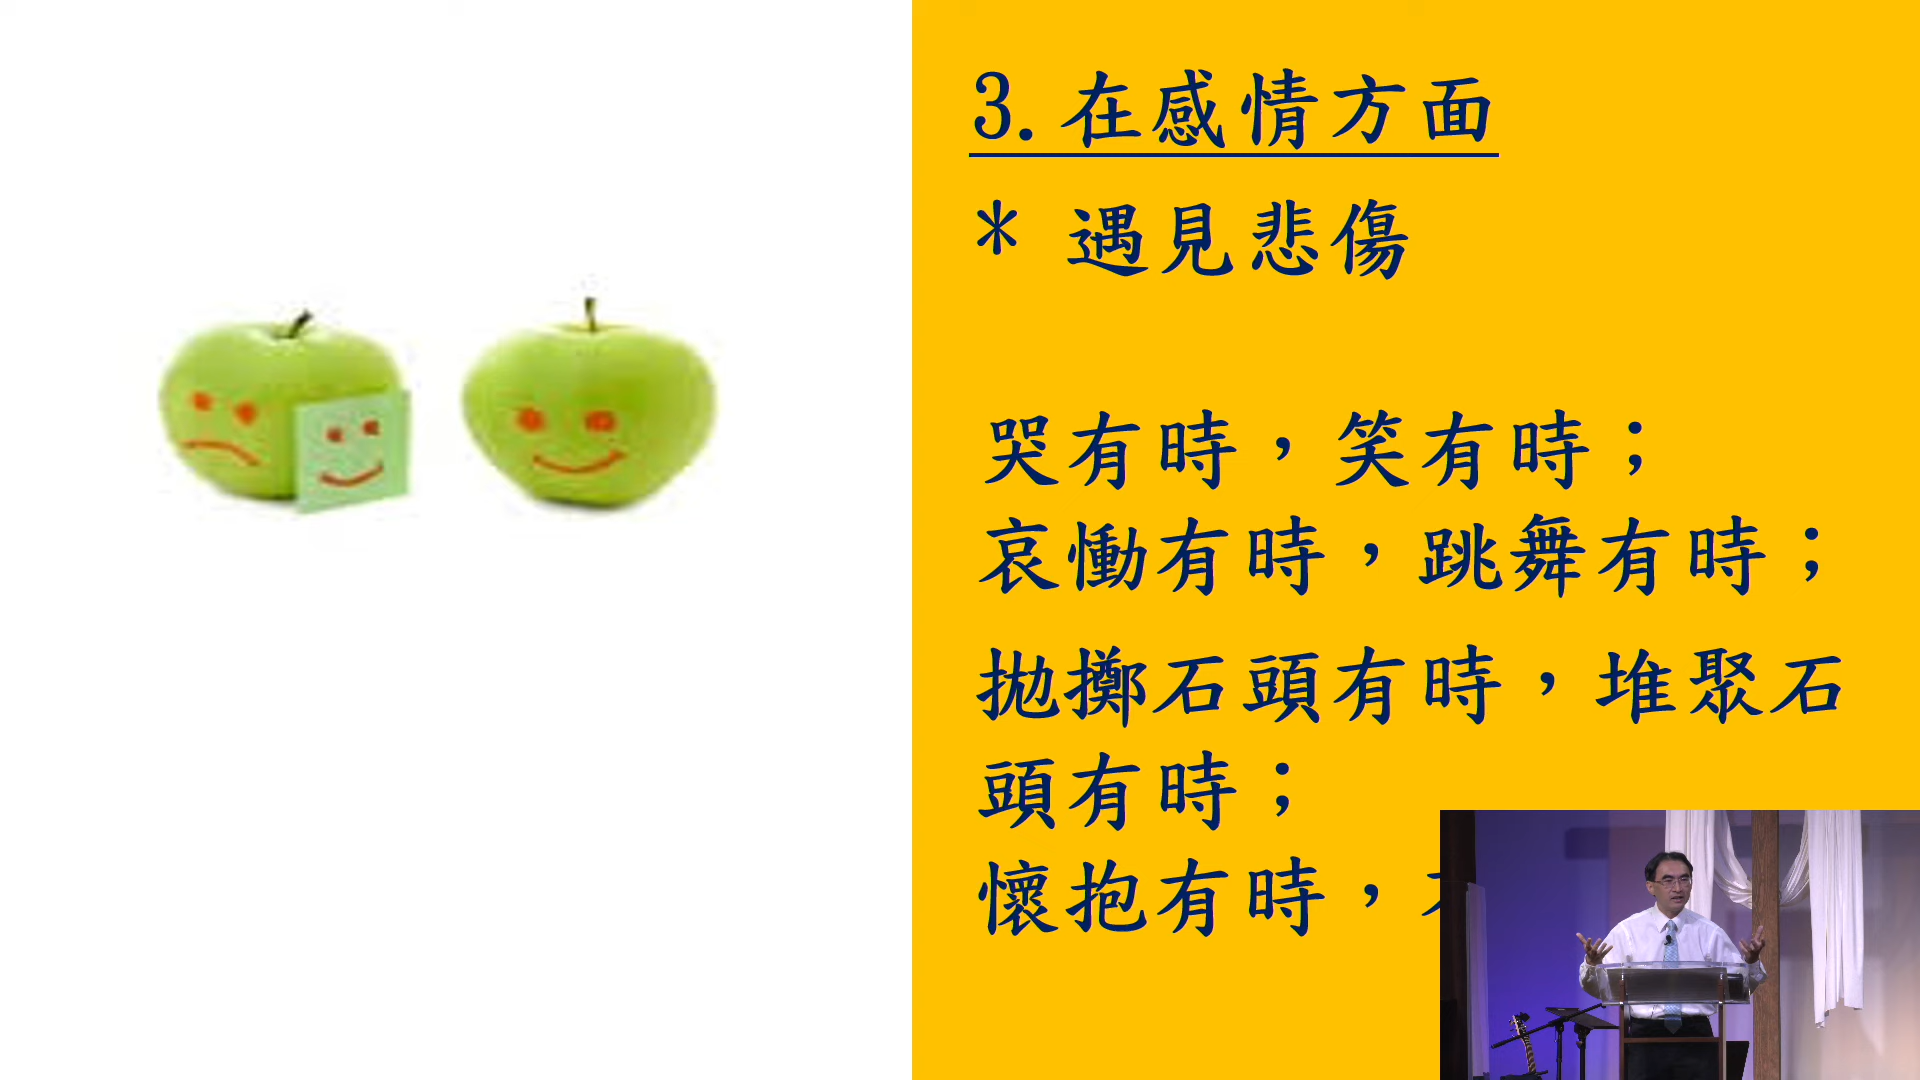 3.在感情方面
* 遇見悲傷
哭有時，笑有時；
哀慟有時，跳舞有時；
拋擲石頭有時，堆聚石
頭有時；
懷抱有時，